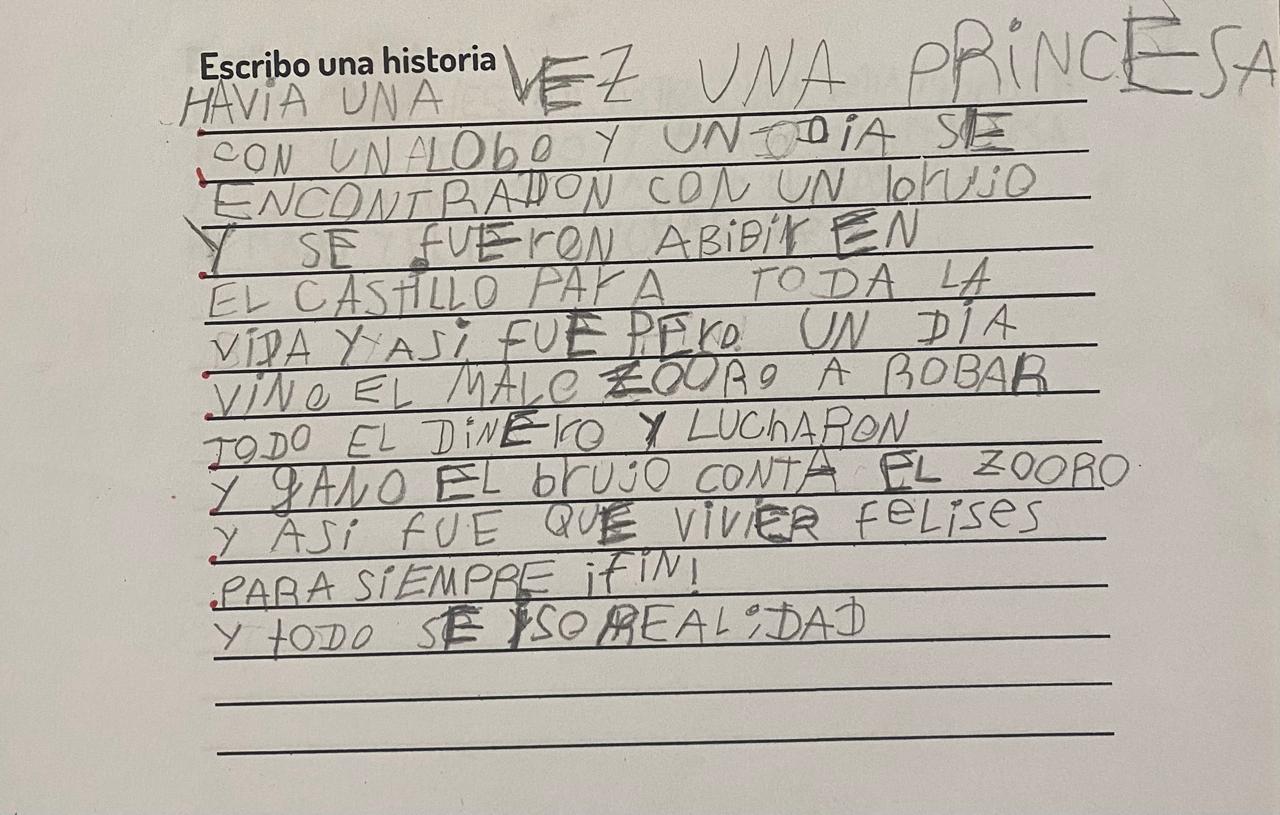 Escribo una historia
HAViA UNA VEZ UNA PRiNCESA
CON UNA LObO Y UN DiA SE
ENCONTRADON CON UN brUJO
Y SE fUErON ABiBir EN
EL CASTILLO PArA TODA LA
ViDA Y ASi fUE PErO UN DiA
ViNO EL MALO ZOORO A ROBAR
TODO EL DiNErO Y LUChARON
Y gANO EL brUJO CONTA EL ZOORO
Y ASi fUE QUE ViViER FELiSES
PARA SiEMPRE ¡FiN!
Y tODO SE ISO REALiDAD